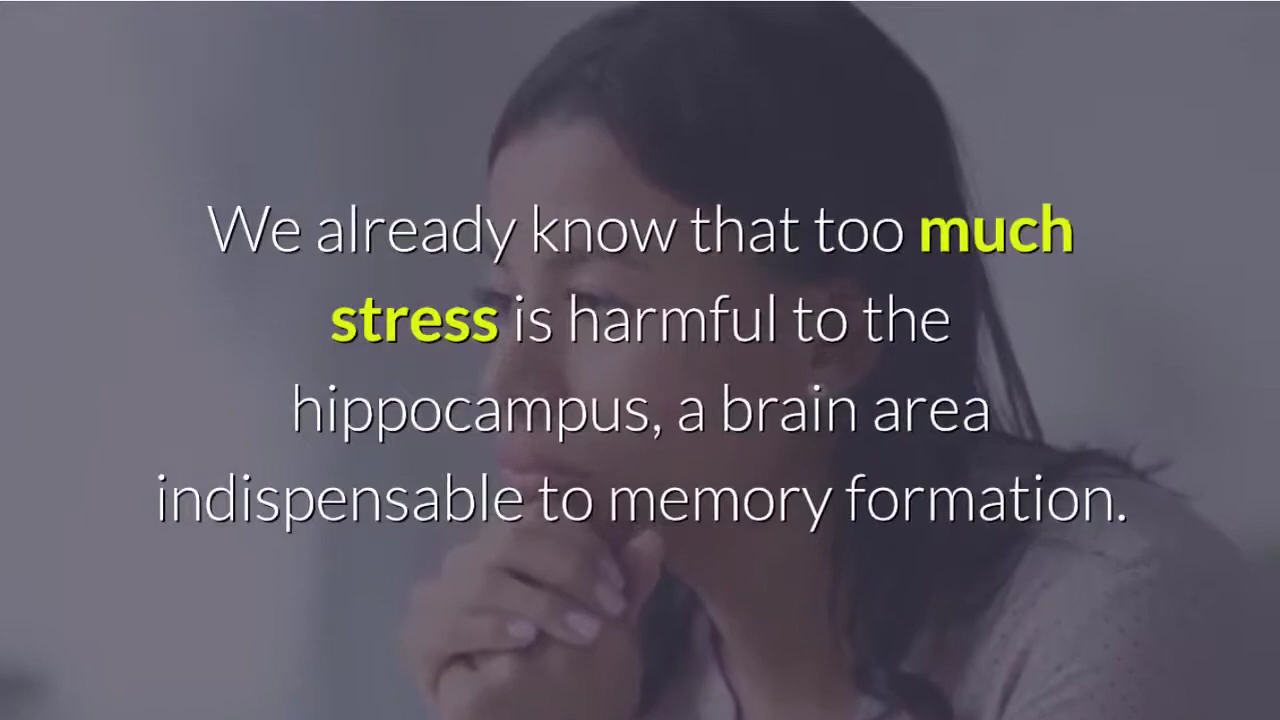 We already know that too much
stress is harmful to the
hippocampus, a brain area
indispensable to memory formation.